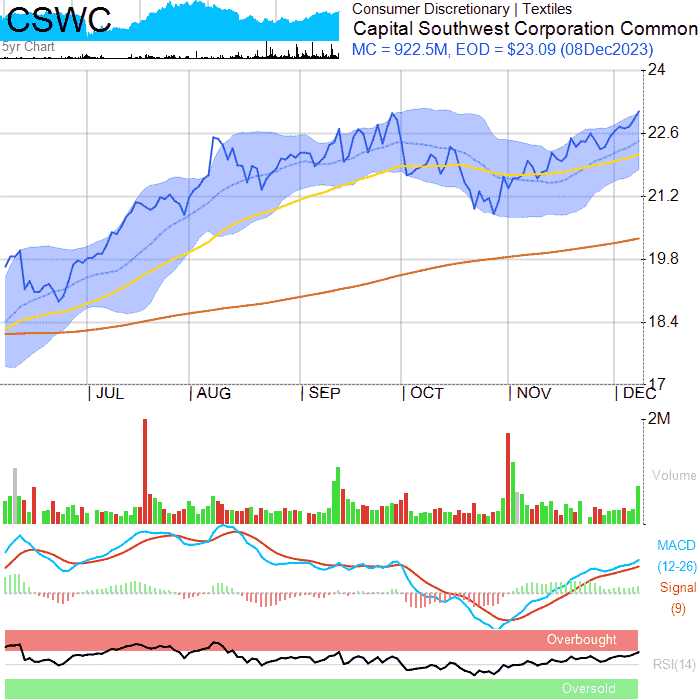 CSWC
5yr Chart
Consumer Discretionary | Textiles
Capital Southwest Corporation Common
MC = 922.5M, EOD = $23.09 (08Dec2023)
24
22.6
21.2
19.8
18.4
17
JUL AUG SEP OCT NOV DEC
2M
Volume
MACD
(12-26)
Signal
(9)
Overbought
RSI(14)
Oversold